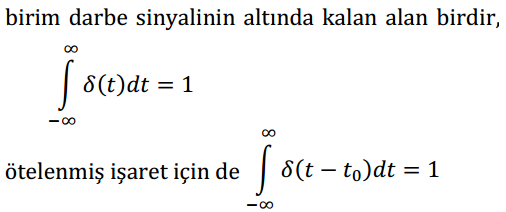 birim darbe sinyalinin altında kalan alan birdir,
∫_{−∞}^{∞} δ(t)dt = 1
ötelenmiş işaret için de ∫_{−∞}^{∞} δ(t − t₀)dt = 1